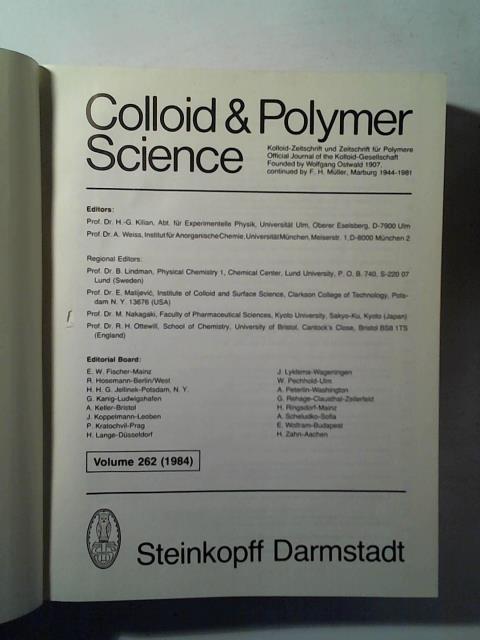 Colloid & Polymer
Science
Kolloid-Zeitschrift und Zeitschrift für Polymere
Official Journal of the Kolloid-Gesellschaft
Founded by Wolfgang Ostwald 1907,
continued by F. H. Müller, Marburg 1944-1981
Editors:
Prof. Dr. H.-G. Kilian, Abt. für Experimentelle Physik, Universität Ulm, Oberer Eselsberg, D-7900 Ulm
Prof. Dr. A. Weiss, Institut für Anorganische Chemie, Universität München, Meiserstr. 1, D-8000 München 2
Regional Editors:
Prof. Dr. B. Lindman, Physical Chemistry 1, Chemical Center, Lund University, P. O. B. 740, S-220 07
Lund (Sweden)
Prof. Dr. E. Matijević, Institute of Colloid and Surface Science, Clarkson College of Technology, Pots-
dam N. Y. 13676 (USA)
Prof. Dr. M. Nakagaki, Faculty of Pharmaceutical Sciences, Kyoto University, Sakyo-Ku, Kyoto (Japan)
Prof. Dr. R. H. Ottewill, School of Chemistry, University of Bristol, Cantock's Close, Bristol BS8 1TS
(England)
Editorial Board:
E. W. Fischer-Mainz
R. Hosemann-Berlin/West
H. H. G. Jellinek-Potsdam, N. Y.
G. Kanig-Ludwigshafen
A. Keller-Bristol
J. Koppelmann-Leoben
P. Kratochvil-Prag
H. Lange-Düsseldorf
J. Lyklema-Wageningen
W. Pechhold-Ulm
A. Peterlin-Washington
G. Rehage-Clausthal-Zellerfeld
H. Ringsdorf-Mainz
A. Scheludko-Sofia
E. Wolfram-Budapest
H. Zahn-Aachen
Volume 262 (1984)
Steinkopff Darmstadt